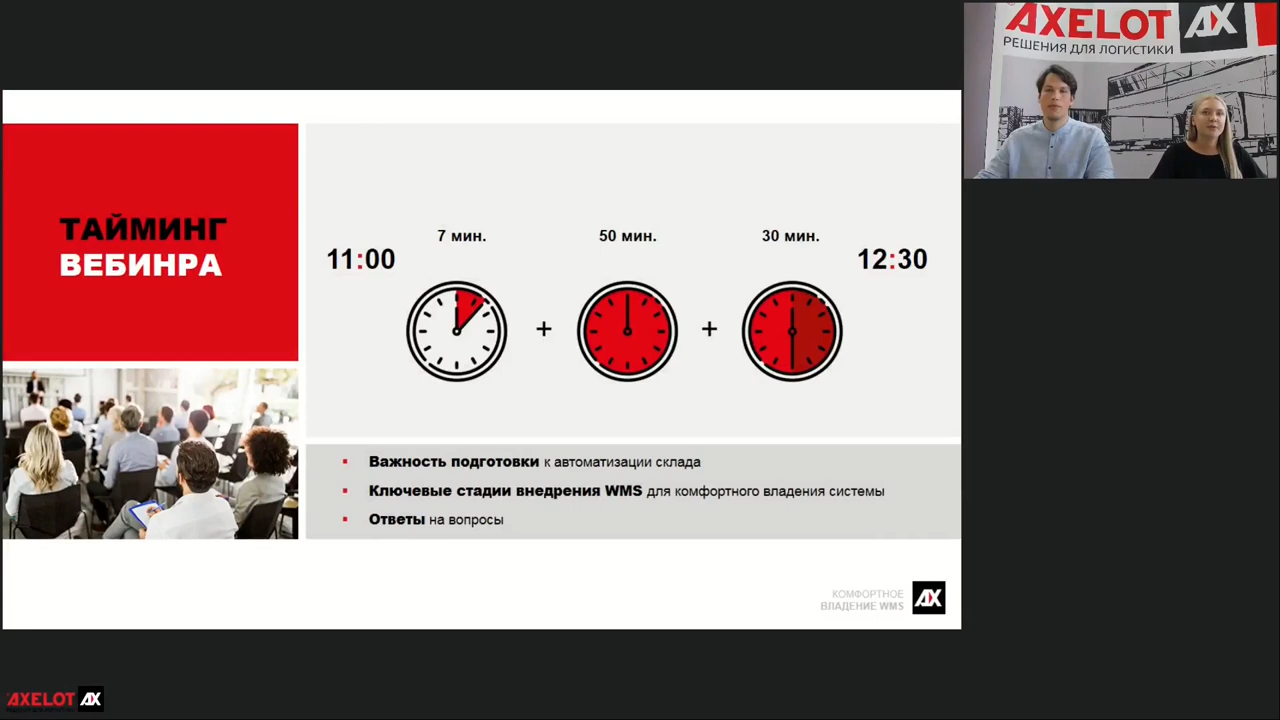 AXELOT AX
РЕШЕНИЯ ДЛЯ ЛОГИСТИКИ
ТАЙМИНГ
ВЕБИНРА
7 мин.
50 мин.
30 мин.
11:00
12:30
+
+
Важность подготовки к автоматизации склада
Ключевые стадии внедрения WMS для комфортного владения системы
Ответы на вопросы
КОМФОРТНОЕ
ВЛАДЕНИЕ WMS
AX
AXELOT AX